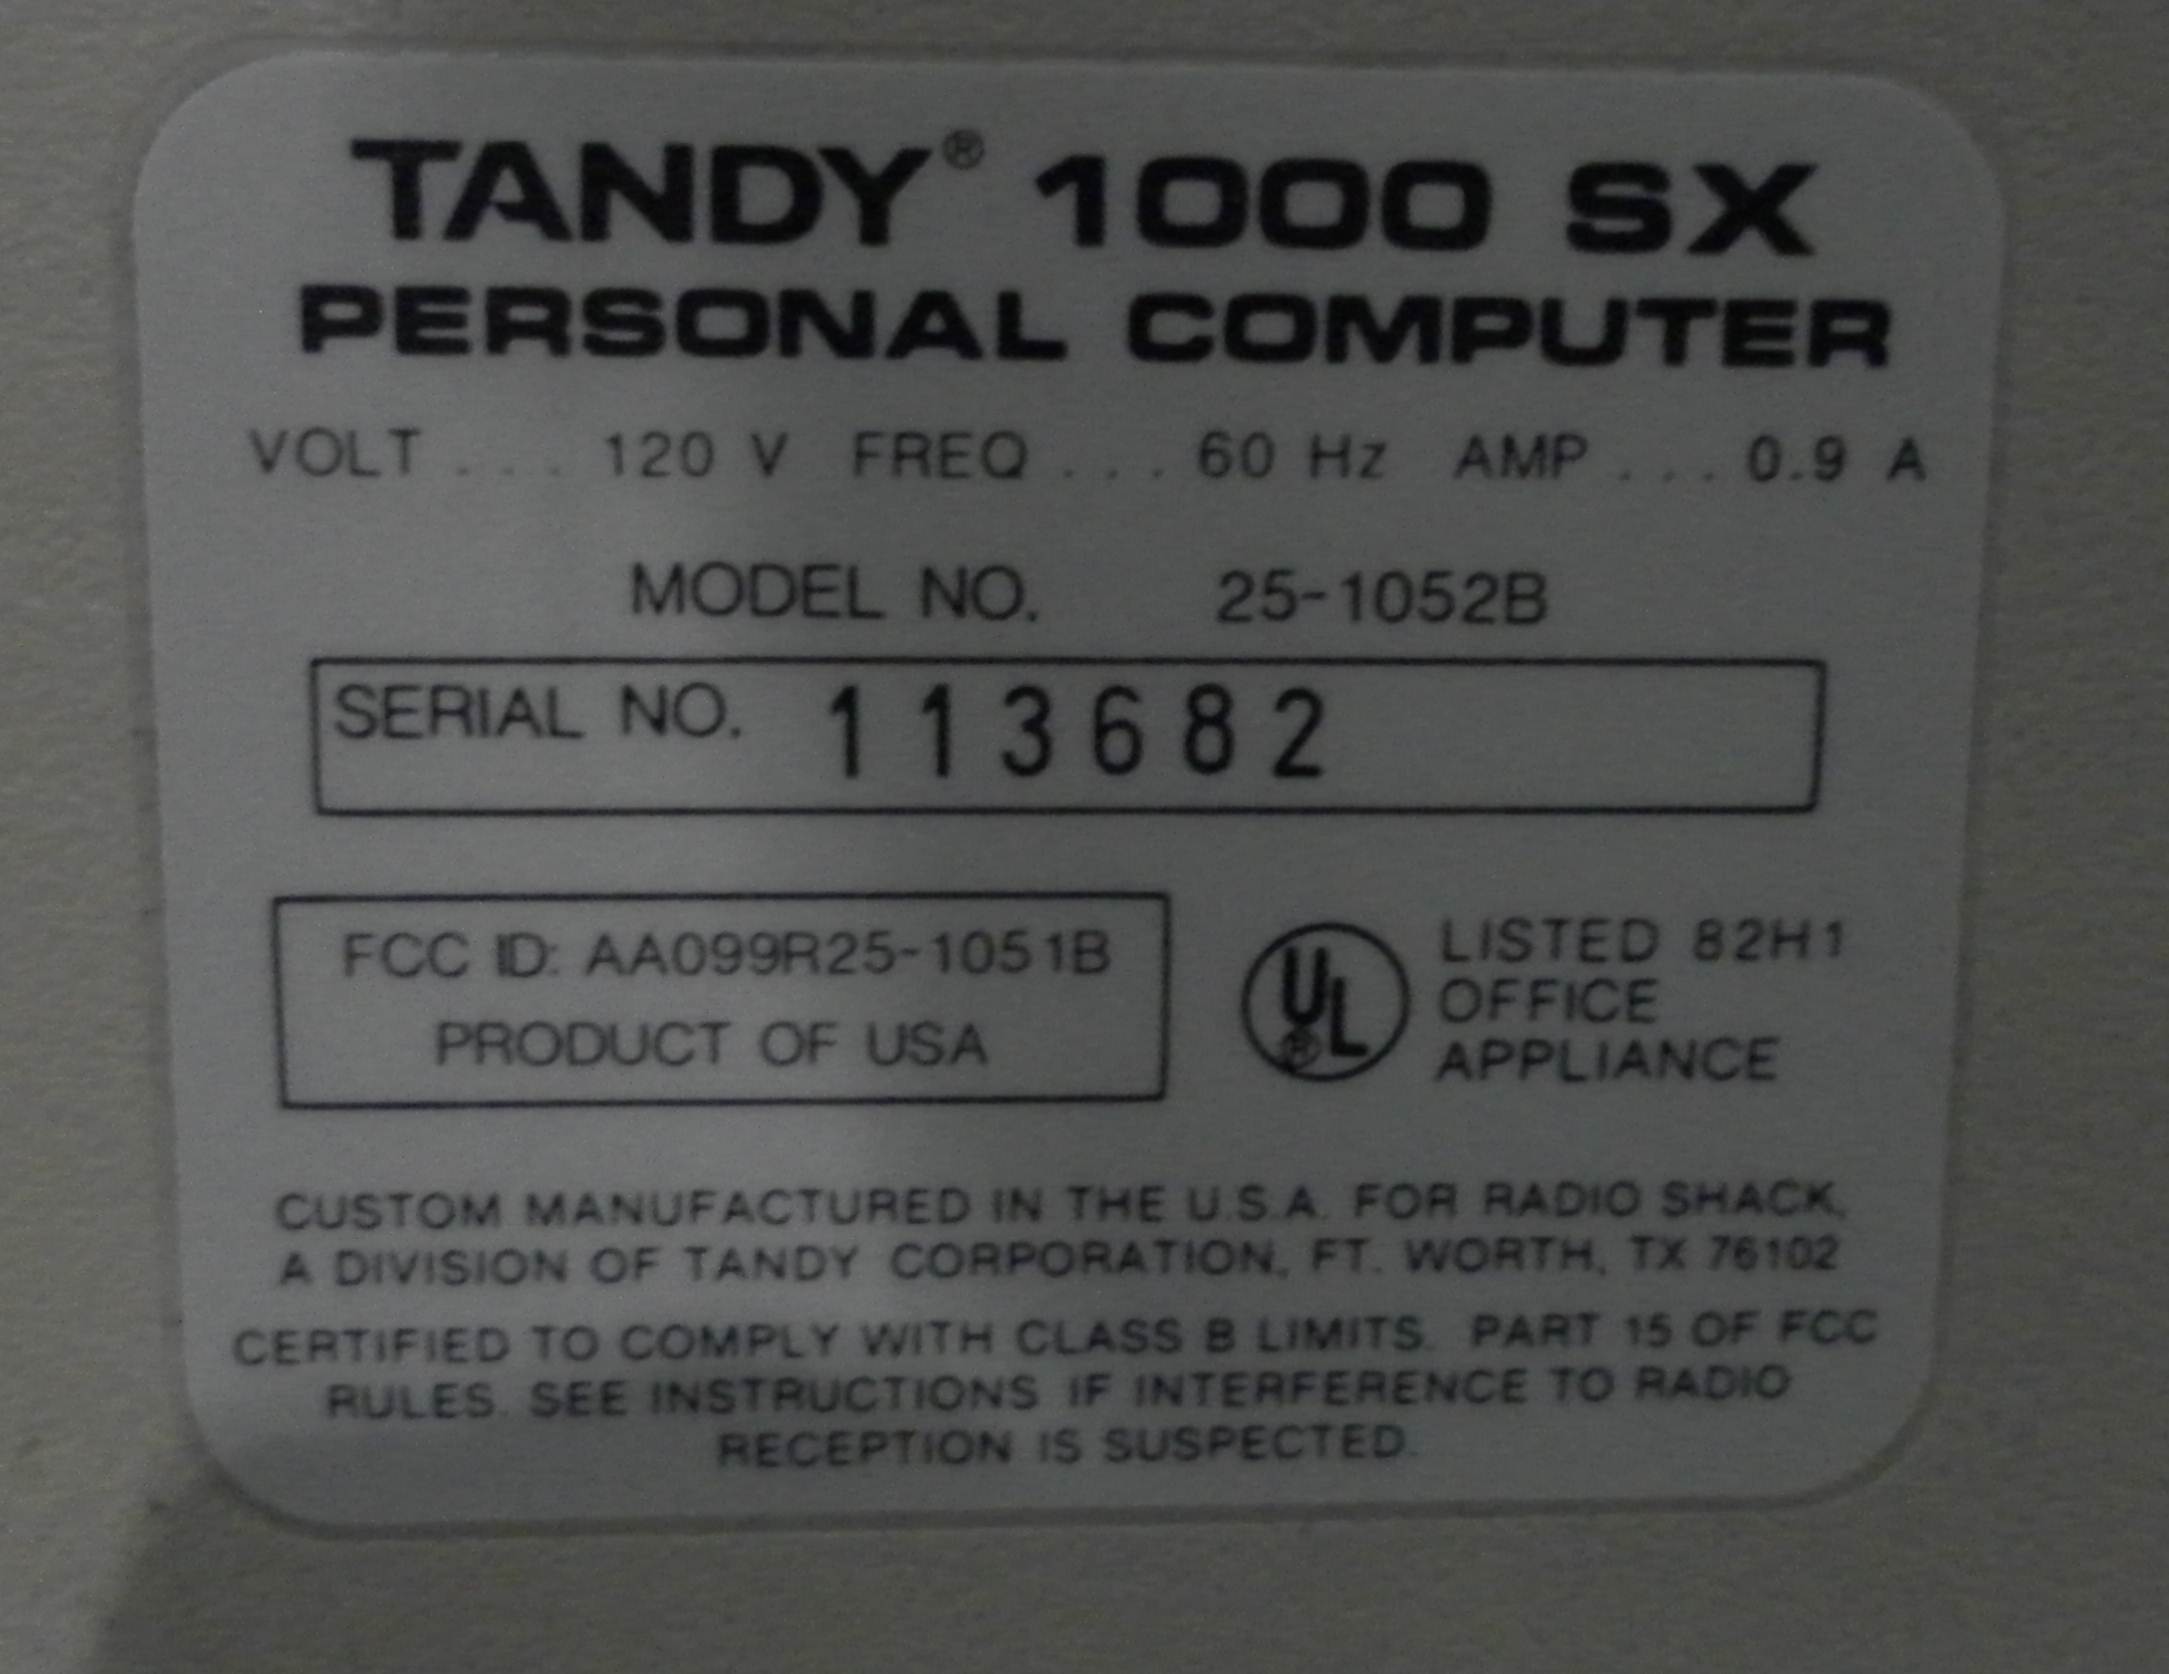 TANDY® 1000 SX
PERSONAL COMPUTER
VOLT ... 120 V FREQ ... 60 Hz AMP ... 0.9 A
MODEL NO. 25-1052B
SERIAL NO. 113682
FCC ID: AAO99R25-1051B
PRODUCT OF USA
UL®
LISTED 82H1
OFFICE
APPLIANCE
CUSTOM MANUFACTURED IN THE U.S.A. FOR RADIO SHACK,
A DIVISION OF TANDY CORPORATION, FT. WORTH, TX 76102
CERTIFIED TO COMPLY WITH CLASS B LIMITS. PART 15 OF FCC
RULES. SEE INSTRUCTIONS IF INTERFERENCE TO RADIO
RECEPTION IS SUSPECTED.